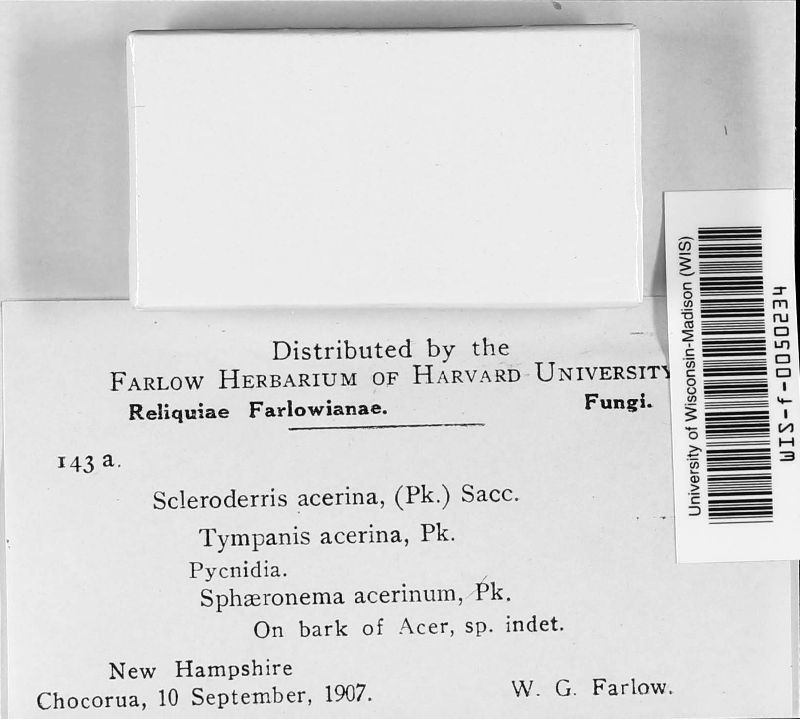 Distributed by the
FARLOW HERBARIUM OF HARVARD UNIVERSITY
Reliquiae Farlowianae. Fungi.
143 a.
Scleroderris acerina, (Pk.) Sacc.
Tympanis acerina, Pk.
Pycnidia.
Sphæronema acerinum, Pk.
On bark of Acer, sp. indet.
New Hampshire
Chocorua, 10 September, 1907. W. G. Farlow.
University of Wisconsin-Madison (WIS)
WIS-f-0050234